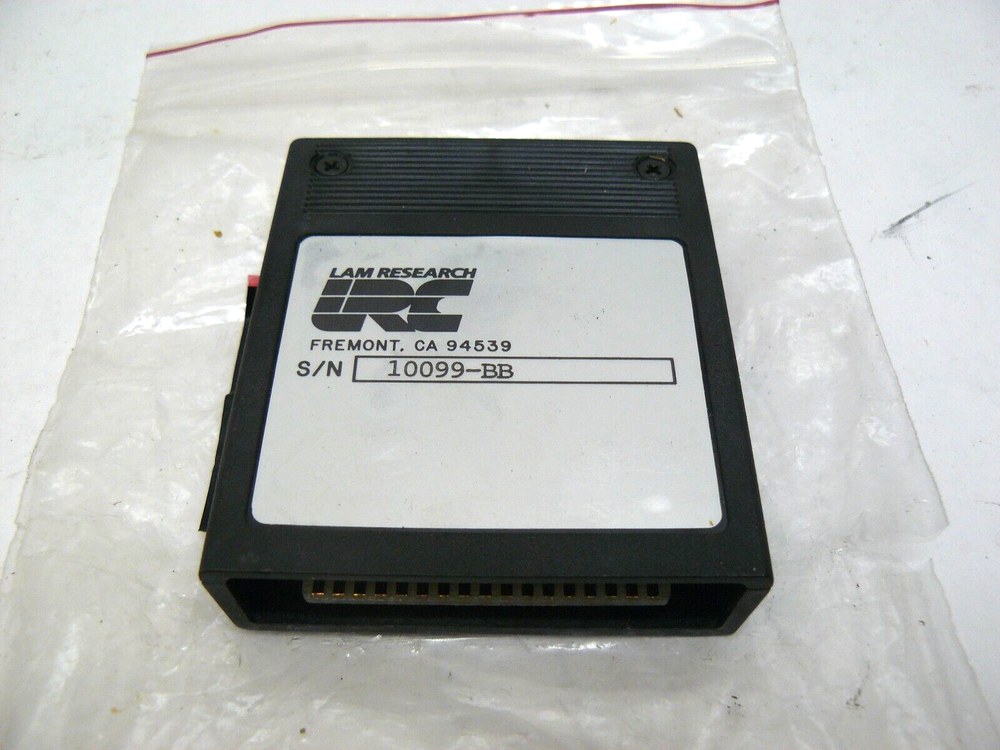 LAM RESEARCH
LRC
FREMONT, CA 94539
S/N 10099-BB